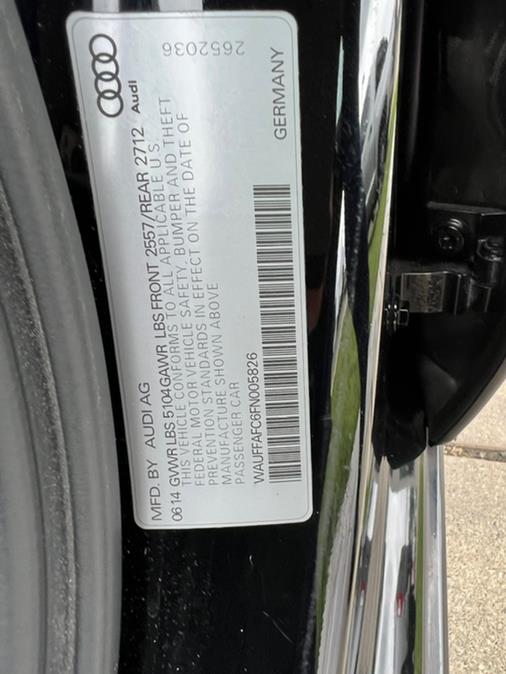 MFD. BY AUDI AG
0614 GVWR LBS 5104 GAWR LBS FRONT 2557/REAR 2712
THIS VEHICLE CONFORMS TO ALL APPLICABLE U.S.
FEDERAL MOTOR VEHICLE SAFETY, BUMPER AND THEFT
PREVENTION STANDARDS IN EFFECT ON THE DATE OF
MANUFACTURE SHOWN ABOVE
PASSENGER CAR
WAUFFAFC6FN005826
GERMANY
Audi
2652036